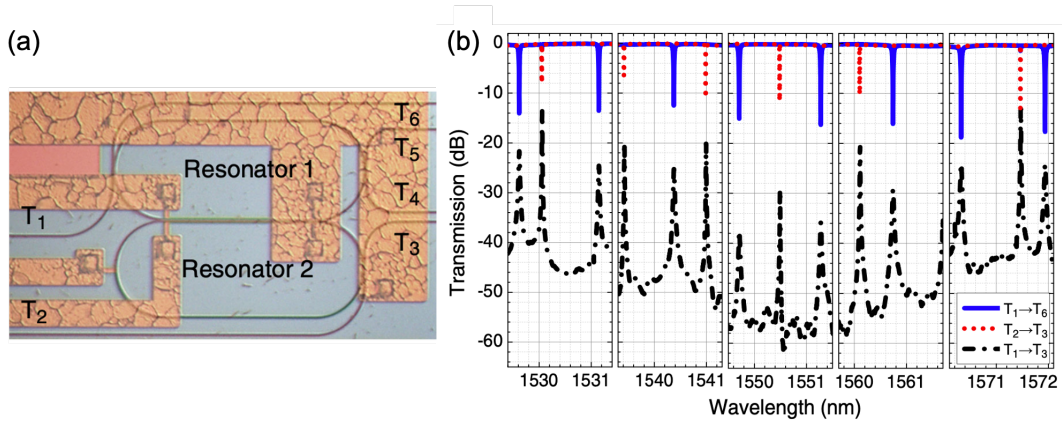 (a)
T6
T5
Resonator 1
T4
T1
T3
Resonator 2
T2
(b)
Transmission (dB)
0
-10
-20
-30
-40
-50
-60
1530 1531 1540 1541 1550 1551 1560 1561 1571 1572
Wavelength (nm)
T1→T6
T2→T3
T1→T3